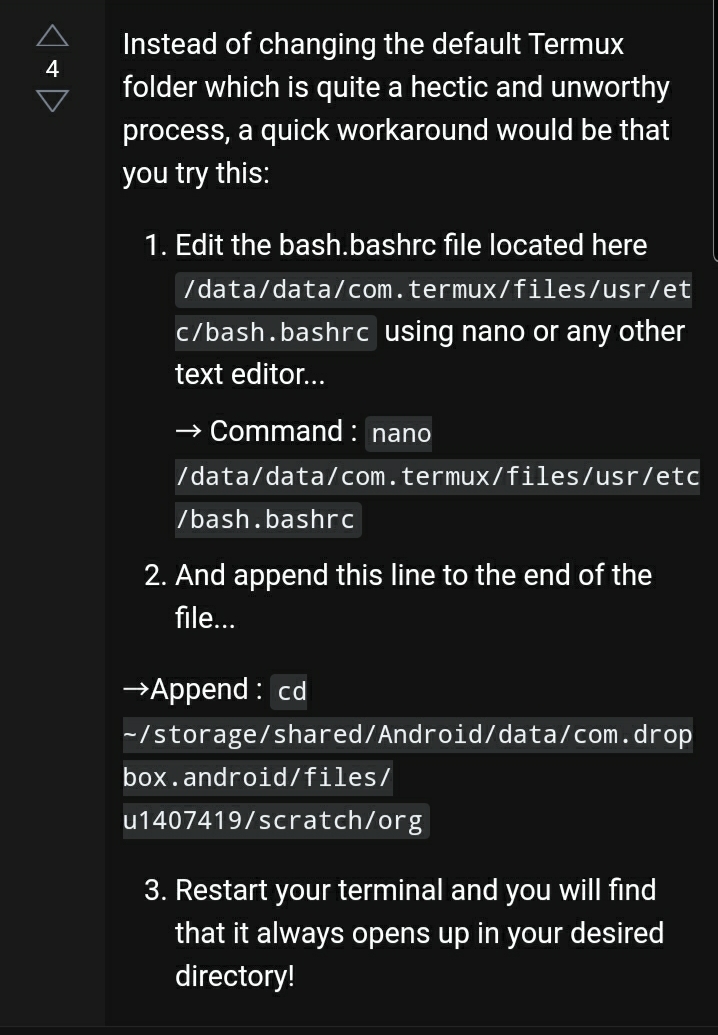 4
Instead of changing the default Termux
folder which is quite a hectic and unworthy
process, a quick workaround would be that
you try this:
1. Edit the bash.bashrc file located here
/data/data/com.termux/files/usr/et
c/bash.bashrc using nano or any other
text editor...
→ Command : nano
/data/data/com.termux/files/usr/etc
/bash.bashrc
2. And append this line to the end of the
file...
→Append : cd
~/storage/shared/Android/data/com.drop
box.android/files/
u1407419/scratch/org
3. Restart your terminal and you will find
that it always opens up in your desired
directory!